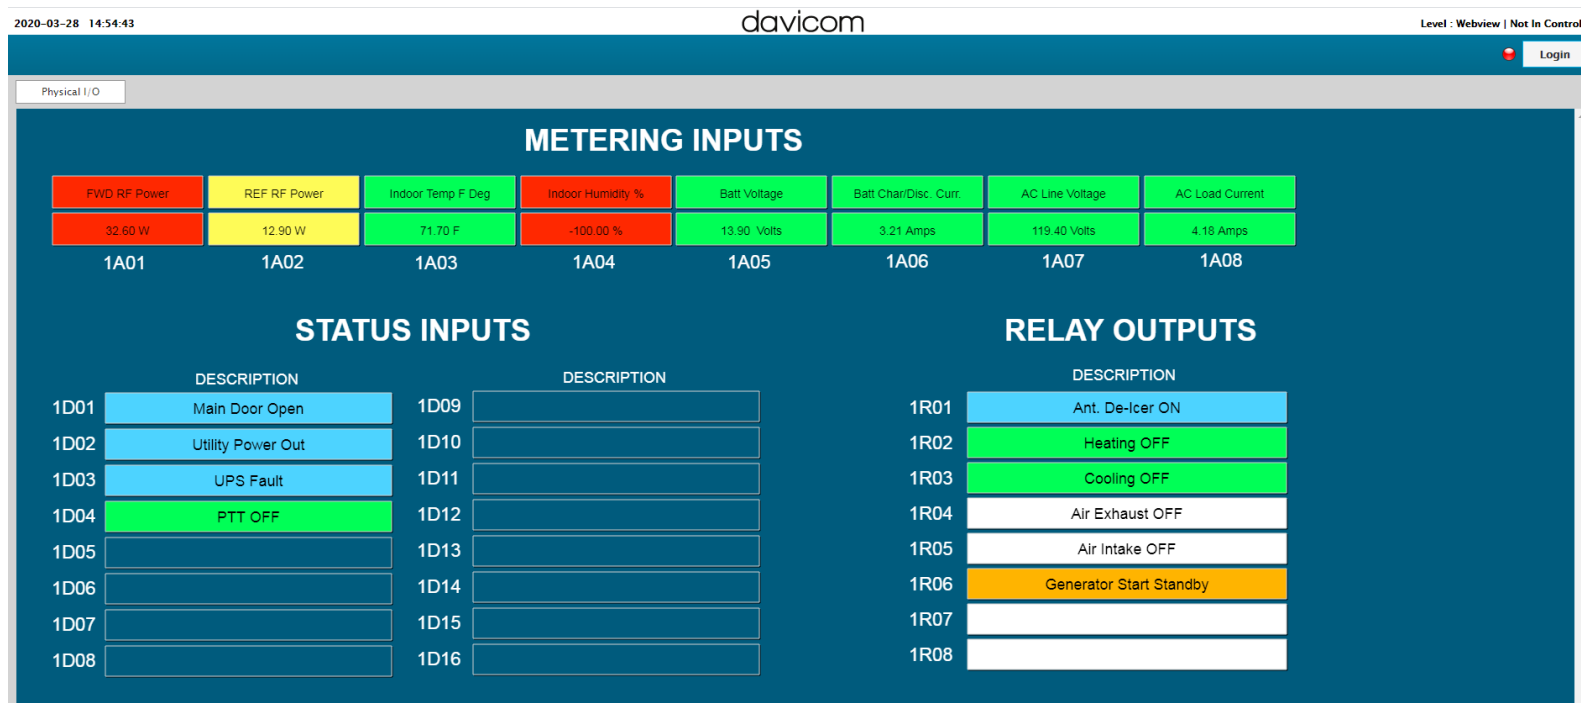 2020-03-28 14:54:43 davicom Level : Webview | Not In Control
Login
Physical I/O
METERING INPUTS
FWD RF Power REF RF Power Indoor Temp F Deg Indoor Humidity % Batt Voltage Batt Char/Disc. Curr. AC Line Voltage AC Load Current
32.60 W 12.90 W 71.70 F -100.00 % 13.90 Volts 3.21 Amps 119.40 Volts 4.18 Amps
1A01 1A02 1A03 1A04 1A05 1A06 1A07 1A08
STATUS INPUTS RELAY OUTPUTS
DESCRIPTION DESCRIPTION DESCRIPTION
1D01 Main Door Open 1D09 1R01 Ant. De-Icer ON
1D02 Utility Power Out 1D10 1R02 Heating OFF
1D03 UPS Fault 1D11 1R03 Cooling OFF
1D04 PTT OFF 1D12 1R04 Air Exhaust OFF
1D05 1D13 1R05 Air Intake OFF
1D06 1D14 1R06 Generator Start Standby
1D07 1D15 1R07
1D08 1D16 1R08